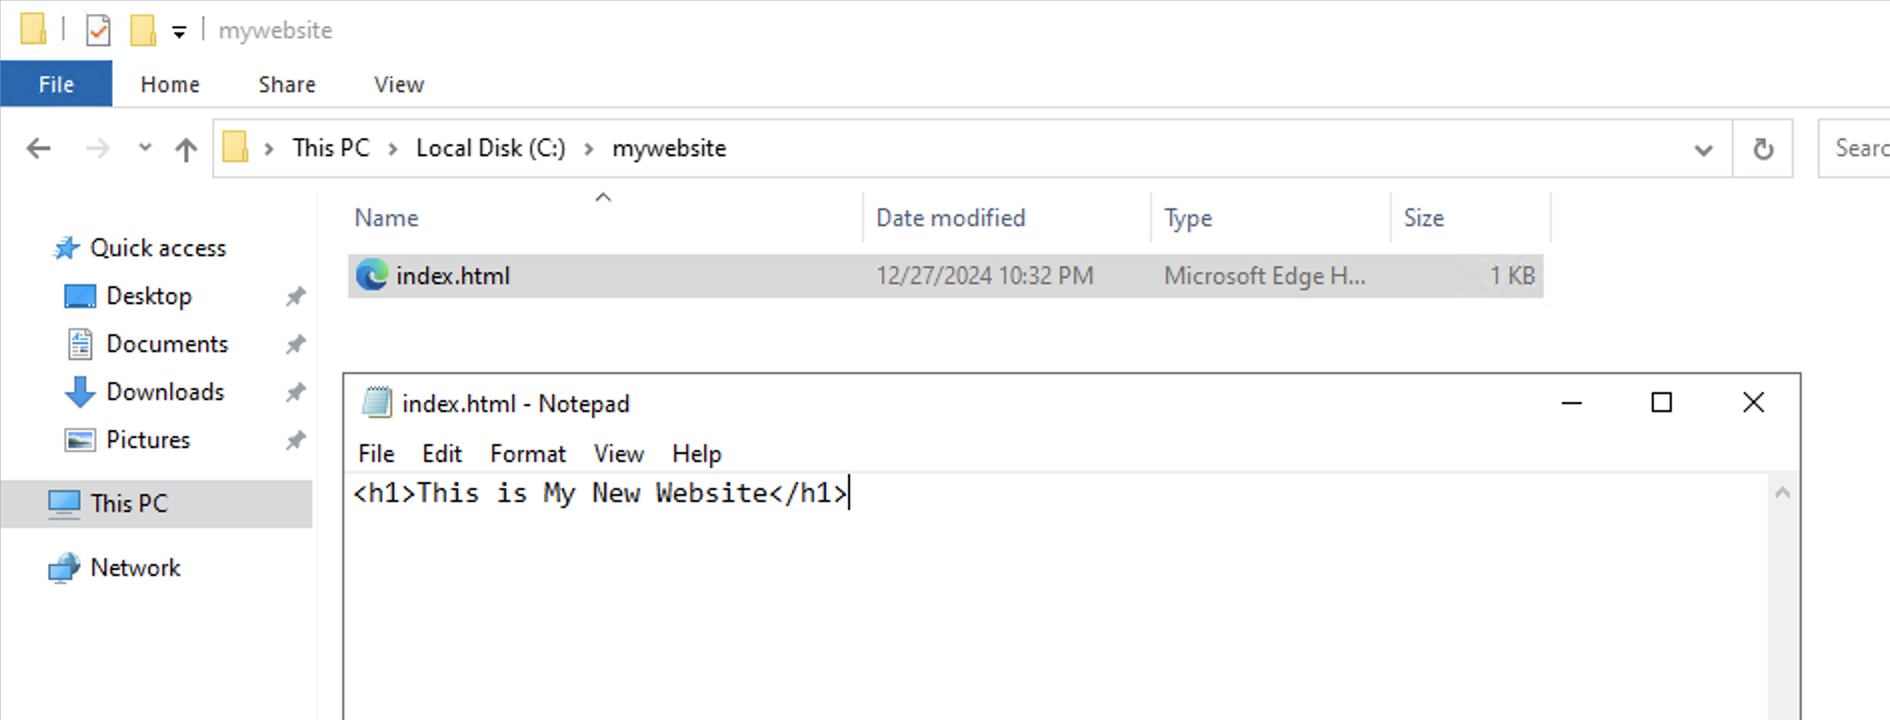 mywebsite
File Home Share View
This PC Local Disk (C:) mywebsite
Searc
Name Date modified Type Size
index.html 12/27/2024 10:32 PM Microsoft Edge H... 1 KB
Quick access
Desktop
Documents
Downloads
Pictures
This PC
Network
index.html - Notepad
File Edit Format View Help
<h1>This is My New Website</h1>